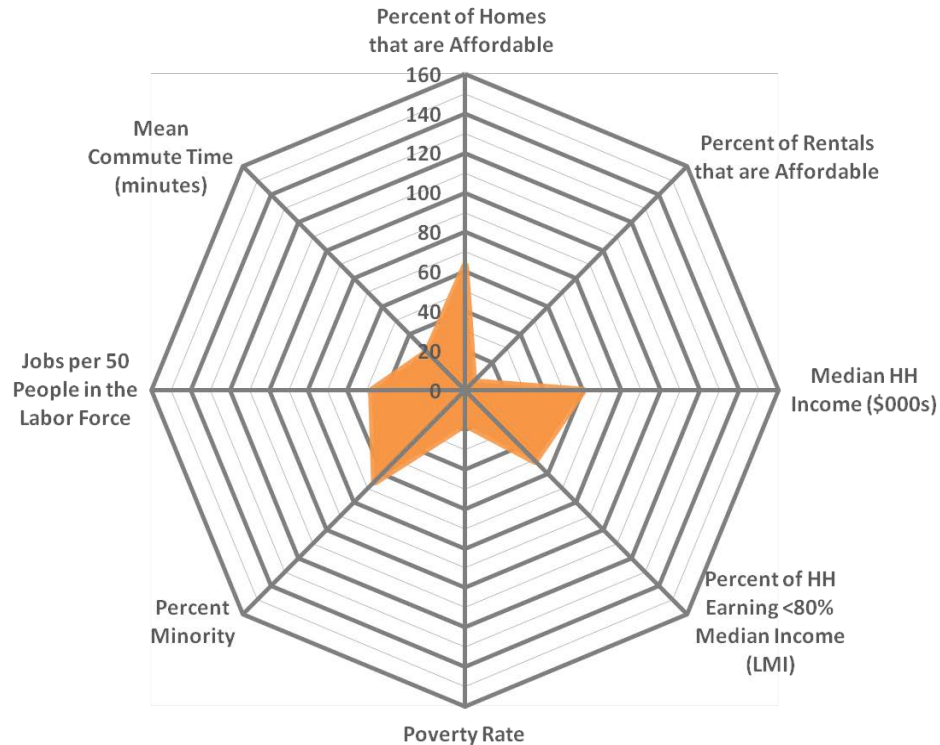 Percent of Homes
that are Affordable
160
140
120
100
80
60
40
20
0
Percent of Rentals
that are Affordable
Median HH
Income ($000s)
Percent of HH
Earning <80%
Median Income
(LMI)
Poverty Rate
Percent
Minority
Jobs per 50
People in the
Labor Force
Mean
Commute Time
(minutes)